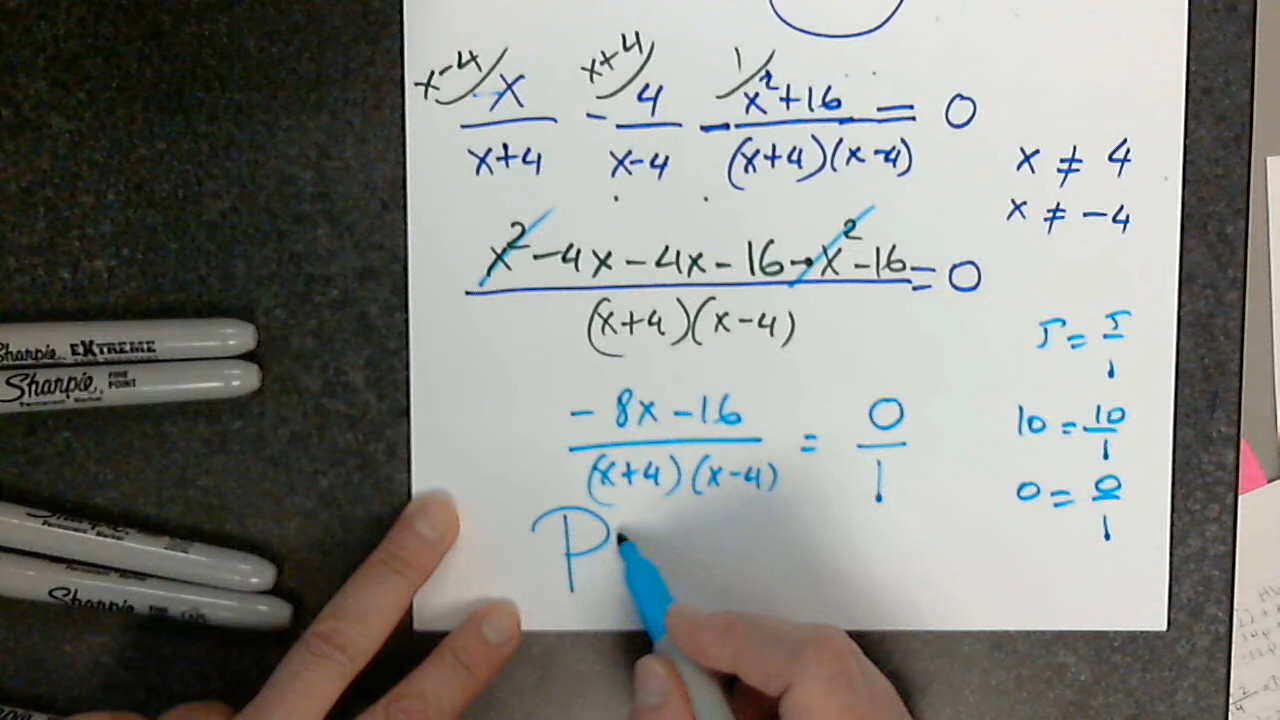 x-4 x+4 1
x/x+4 - 4/x-4 - x²+16/(x+4)(x-4) = 0
x ≠ 4
x ≠ -4
x²-4x-4x-16-x²-16/(x+4)(x-4) = 0
5 = 5/1
-8x-16/(x+4)(x-4) = 0/1
10 = 10/1
0 = 0/1
P
Sharpie EXTREME
Sharpie FINE POINT
Permanent Marker
Sharpie